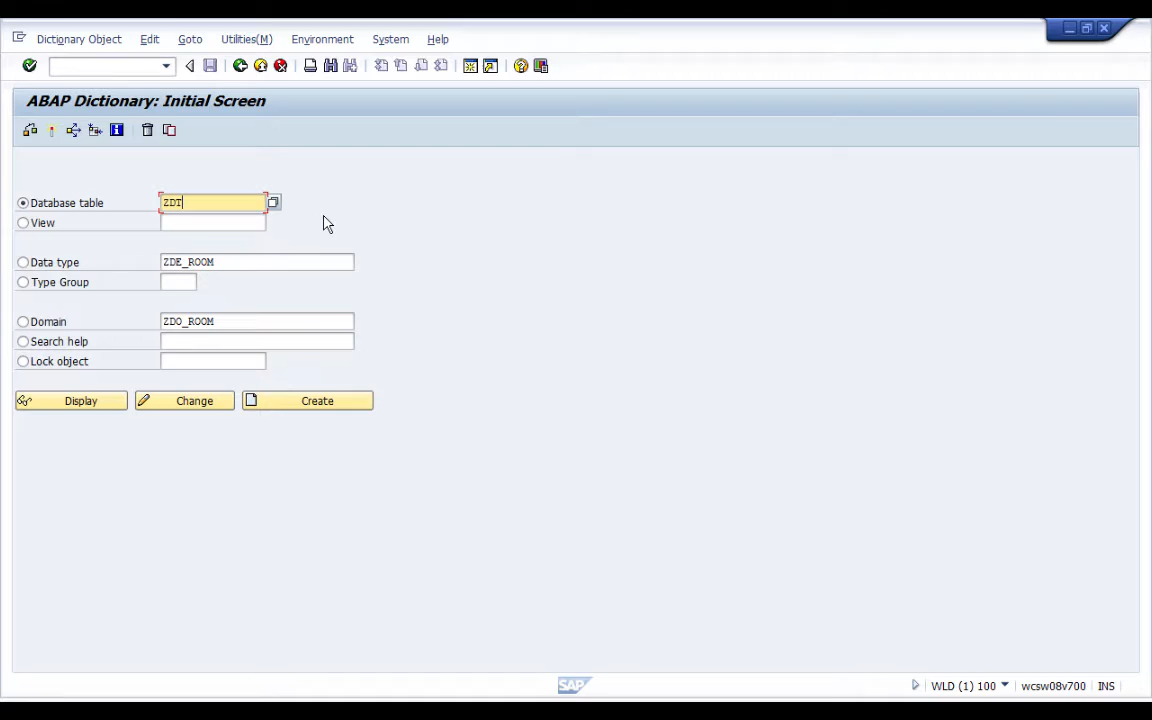 Dictionary Object Edit Goto Utilities(M) Environment System Help
ABAP Dictionary: Initial Screen
Database table ZDT
View
Data type ZDE_ROOM
Type Group
Domain ZDO_ROOM
Search help
Lock object
Display Change Create
SAP WLD (1) 100 wcsw08v700 INS